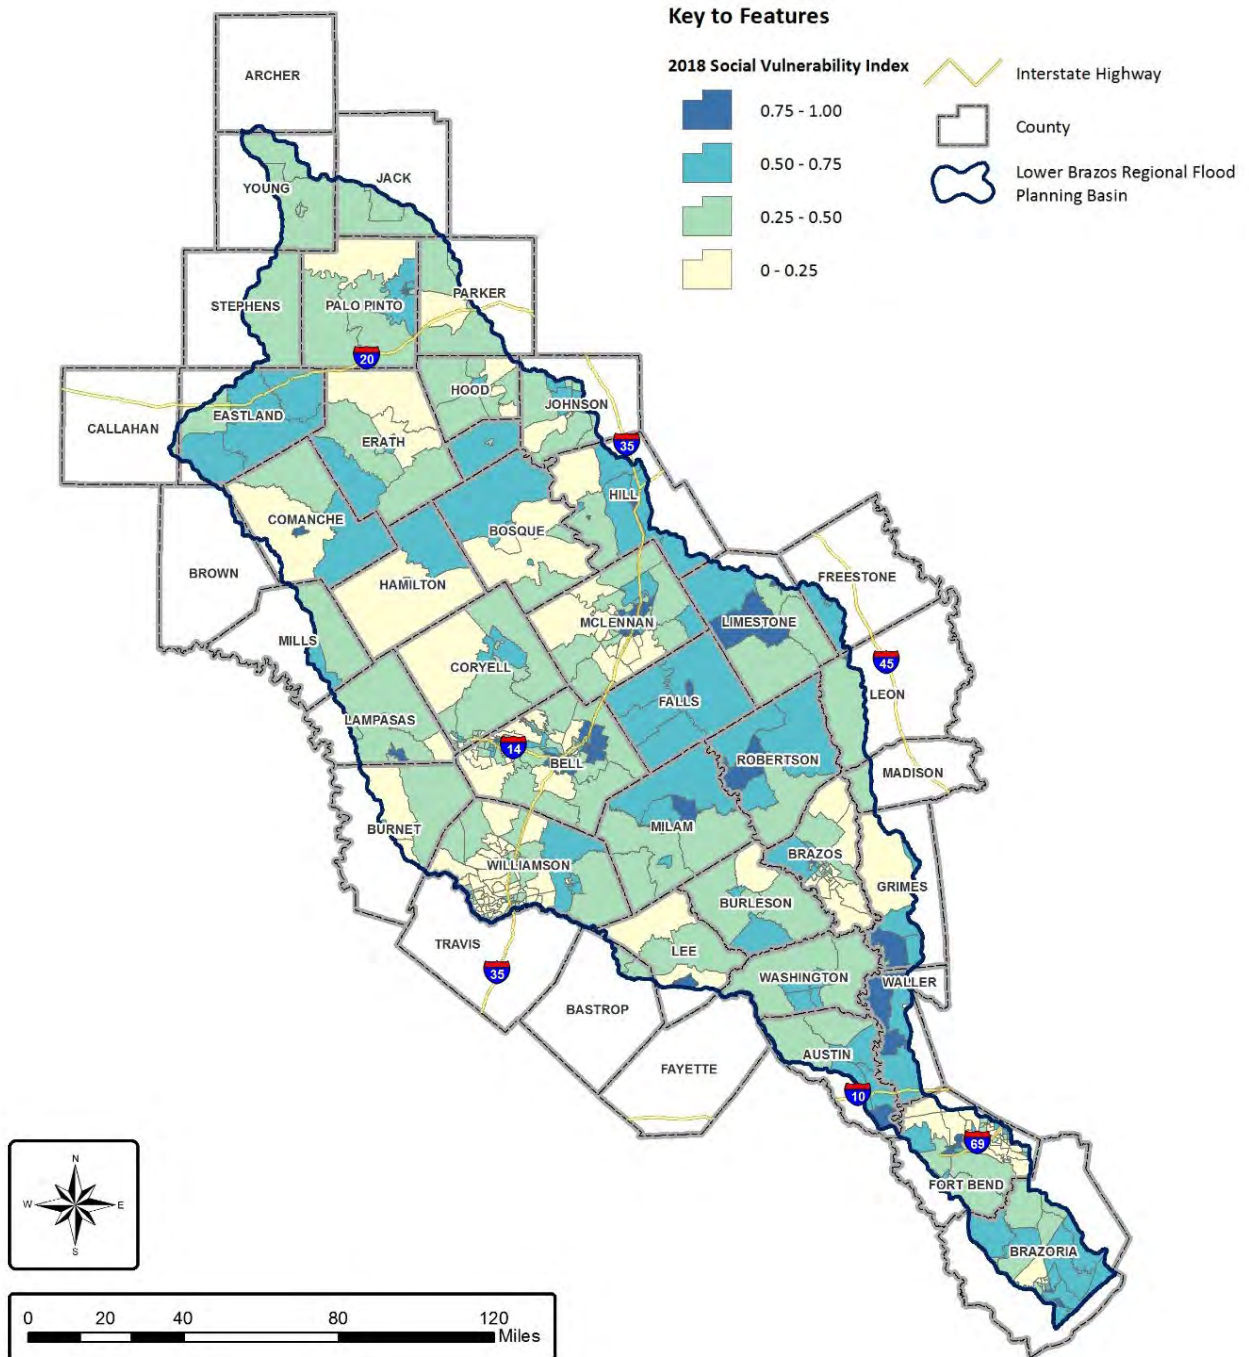 Key to Features
2018 Social Vulnerability Index
0.75 - 1.00
0.50 - 0.75
0.25 - 0.50
0 - 0.25
Interstate Highway
County
Lower Brazos Regional Flood
Planning Basin
ARCHER
YOUNG
JACK
STEPHENS
PALO PINTO
PARKER
20
CALLAHAN
EASTLAND
HOOD
JOHNSON
ERATH
35
COMANCHE
HILL
BOSQUE
BROWN
HAMILTON
FREESTONE
MILLS
MCLENNAN
LIMESTONE
CORYELL
45
LEON
FALLS
LAMPASAS
14
BELL
ROBERTSON
MADISON
BURNET
MILAM
WILLIAMSON
BRAZOS
GRIMES
BURLESON
TRAVIS
35
LEE
WASHINGTON
WALLER
BASTROP
AUSTIN
FAYETTE
10
69
FORT BEND
BRAZORIA
N
W
E
S
0 20 40 80 120
Miles